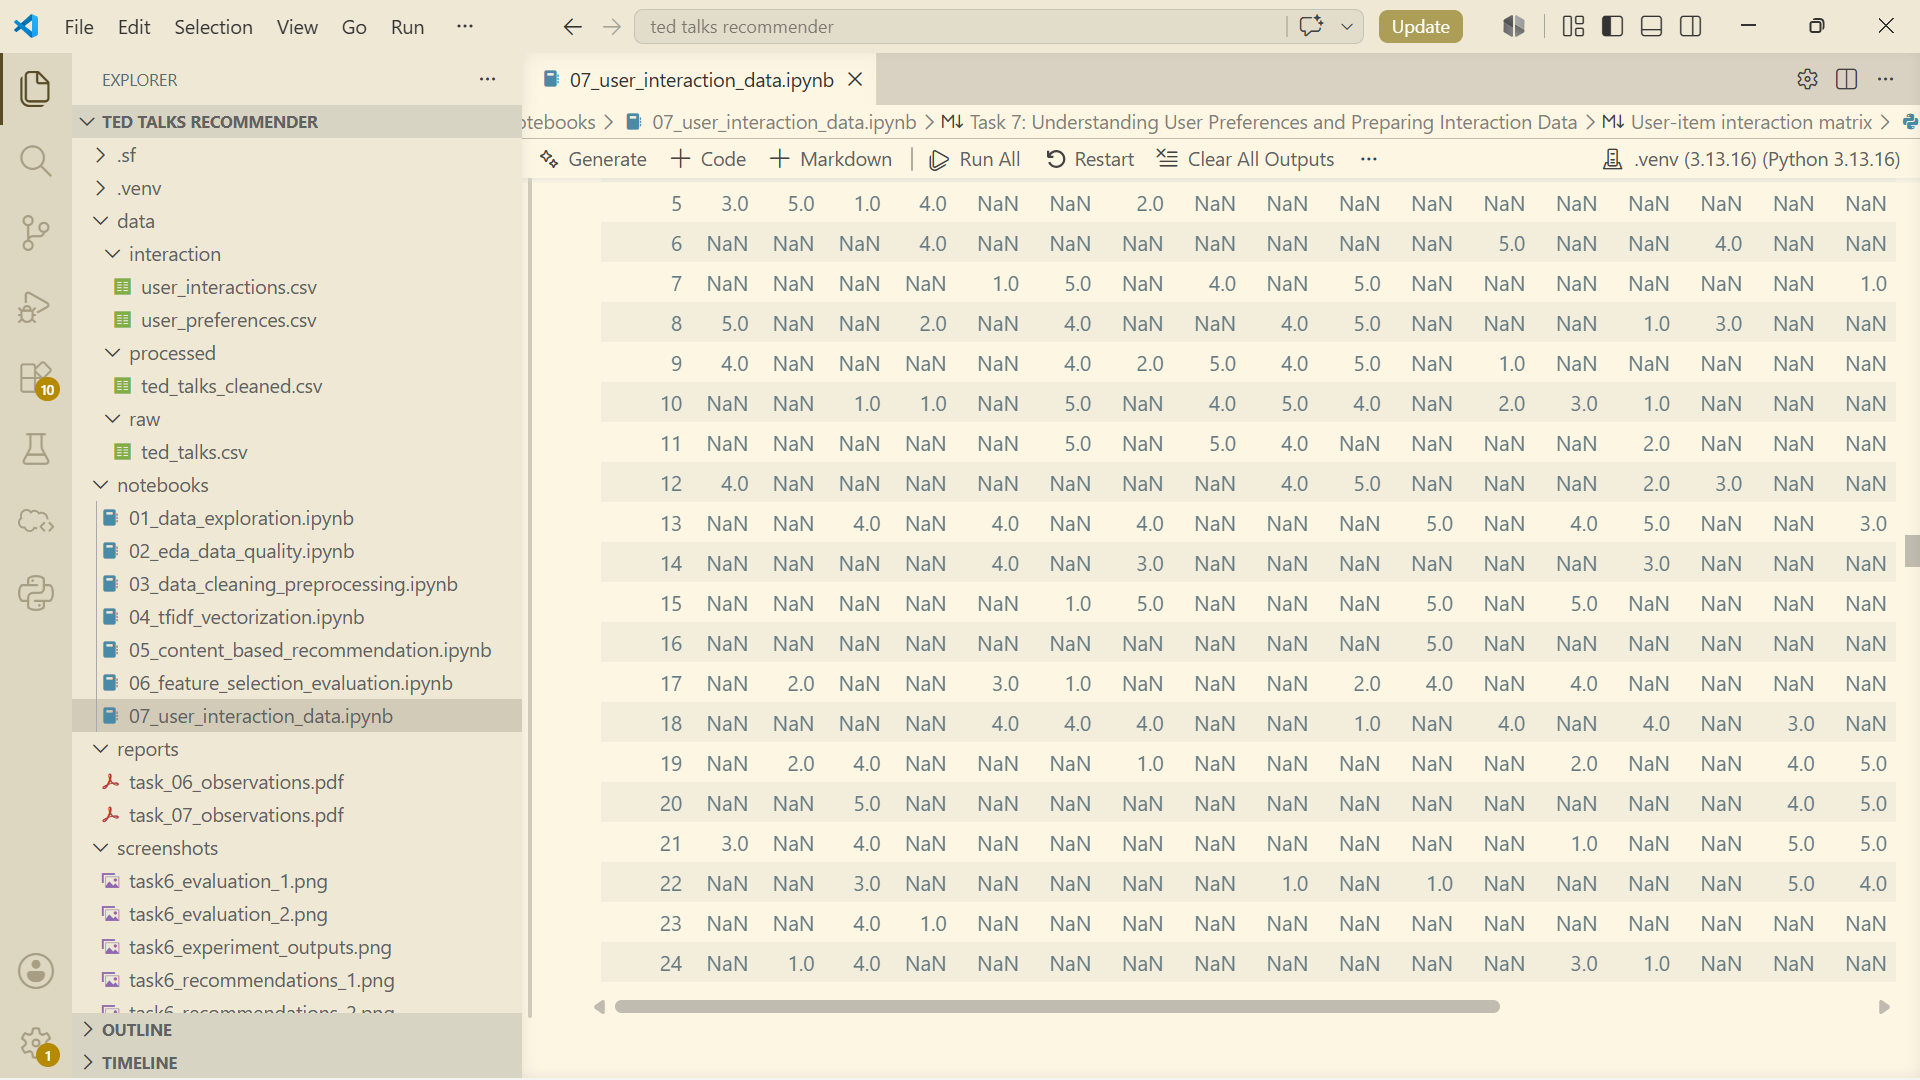 File Edit Selection View Go Run ··· ted talks recommender Update
EXPLORER ···
TED TALKS RECOMMENDER
.sf
.venv
data
interaction
user_interactions.csv
user_preferences.csv
processed
ted_talks_cleaned.csv
raw
ted_talks.csv
notebooks
01_data_exploration.ipynb
02_eda_data_quality.ipynb
03_data_cleaning_preprocessing.ipynb
04_tfidf_vectorization.ipynb
05_content_based_recommendation.ipynb
06_feature_selection_evaluation.ipynb
07_user_interaction_data.ipynb
reports
task_06_observations.pdf
task_07_observations.pdf
screenshots
task6_evaluation_1.png
task6_evaluation_2.png
task6_experiment_outputs.png
task6_recommendations_1.png
task6_recommendations_2.png
OUTLINE
TIMELINE
10
1
07_user_interaction_data.ipynb
otebooks > 07_user_interaction_data.ipynb > M↓ Task 7: Understanding User Preferences and Preparing Interaction Data > M↓ User-item interaction matrix >
Generate + Code + Markdown | Run All Restart Clear All Outputs ··· .venv (3.13.16) (Python 3.13.16)
5 3.0 5.0 1.0 4.0 NaN NaN 2.0 NaN NaN NaN NaN NaN NaN NaN NaN NaN NaN
6 NaN NaN NaN 4.0 NaN NaN NaN NaN NaN NaN NaN 5.0 NaN NaN 4.0 NaN NaN
7 NaN NaN NaN NaN 1.0 5.0 NaN 4.0 NaN 5.0 NaN NaN NaN NaN NaN NaN 1.0
8 5.0 NaN NaN 2.0 NaN 4.0 NaN NaN 4.0 5.0 NaN NaN NaN 1.0 3.0 NaN NaN
9 4.0 NaN NaN NaN NaN 4.0 2.0 5.0 4.0 5.0 NaN 1.0 NaN NaN NaN NaN NaN
10 NaN NaN 1.0 1.0 NaN 5.0 NaN 4.0 5.0 4.0 NaN 2.0 3.0 1.0 NaN NaN NaN
11 NaN NaN NaN NaN NaN 5.0 NaN 5.0 4.0 NaN NaN NaN NaN 2.0 NaN NaN NaN
12 4.0 NaN NaN NaN NaN NaN NaN NaN 4.0 5.0 NaN NaN NaN 2.0 3.0 NaN NaN
13 NaN NaN 4.0 NaN 4.0 NaN 4.0 NaN NaN NaN 5.0 NaN 4.0 5.0 NaN NaN 3.0
14 NaN NaN NaN NaN 4.0 NaN 3.0 NaN NaN NaN NaN NaN NaN 3.0 NaN NaN NaN
15 NaN NaN NaN NaN NaN 1.0 5.0 NaN NaN NaN 5.0 NaN 5.0 NaN NaN NaN NaN
16 NaN NaN NaN NaN NaN NaN NaN NaN NaN NaN 5.0 NaN NaN NaN NaN NaN NaN
17 NaN 2.0 NaN NaN 3.0 1.0 NaN NaN NaN 2.0 4.0 NaN 4.0 NaN NaN NaN NaN
18 NaN NaN NaN NaN 4.0 4.0 4.0 NaN NaN 1.0 NaN 4.0 NaN 4.0 NaN 3.0 NaN
19 NaN 2.0 4.0 NaN NaN NaN 1.0 NaN NaN NaN NaN NaN 2.0 NaN NaN 4.0 5.0
20 NaN NaN 5.0 NaN NaN NaN NaN NaN NaN NaN NaN NaN NaN NaN NaN 4.0 5.0
21 3.0 NaN 4.0 NaN NaN NaN NaN NaN NaN NaN NaN NaN 1.0 NaN NaN 5.0 5.0
22 NaN NaN 3.0 NaN NaN NaN NaN NaN 1.0 NaN 1.0 NaN NaN NaN NaN 5.0 4.0
23 NaN NaN 4.0 1.0 NaN NaN NaN NaN NaN NaN NaN NaN NaN NaN NaN NaN NaN
24 NaN 1.0 4.0 NaN NaN NaN NaN NaN NaN NaN NaN NaN 3.0 1.0 NaN NaN NaN